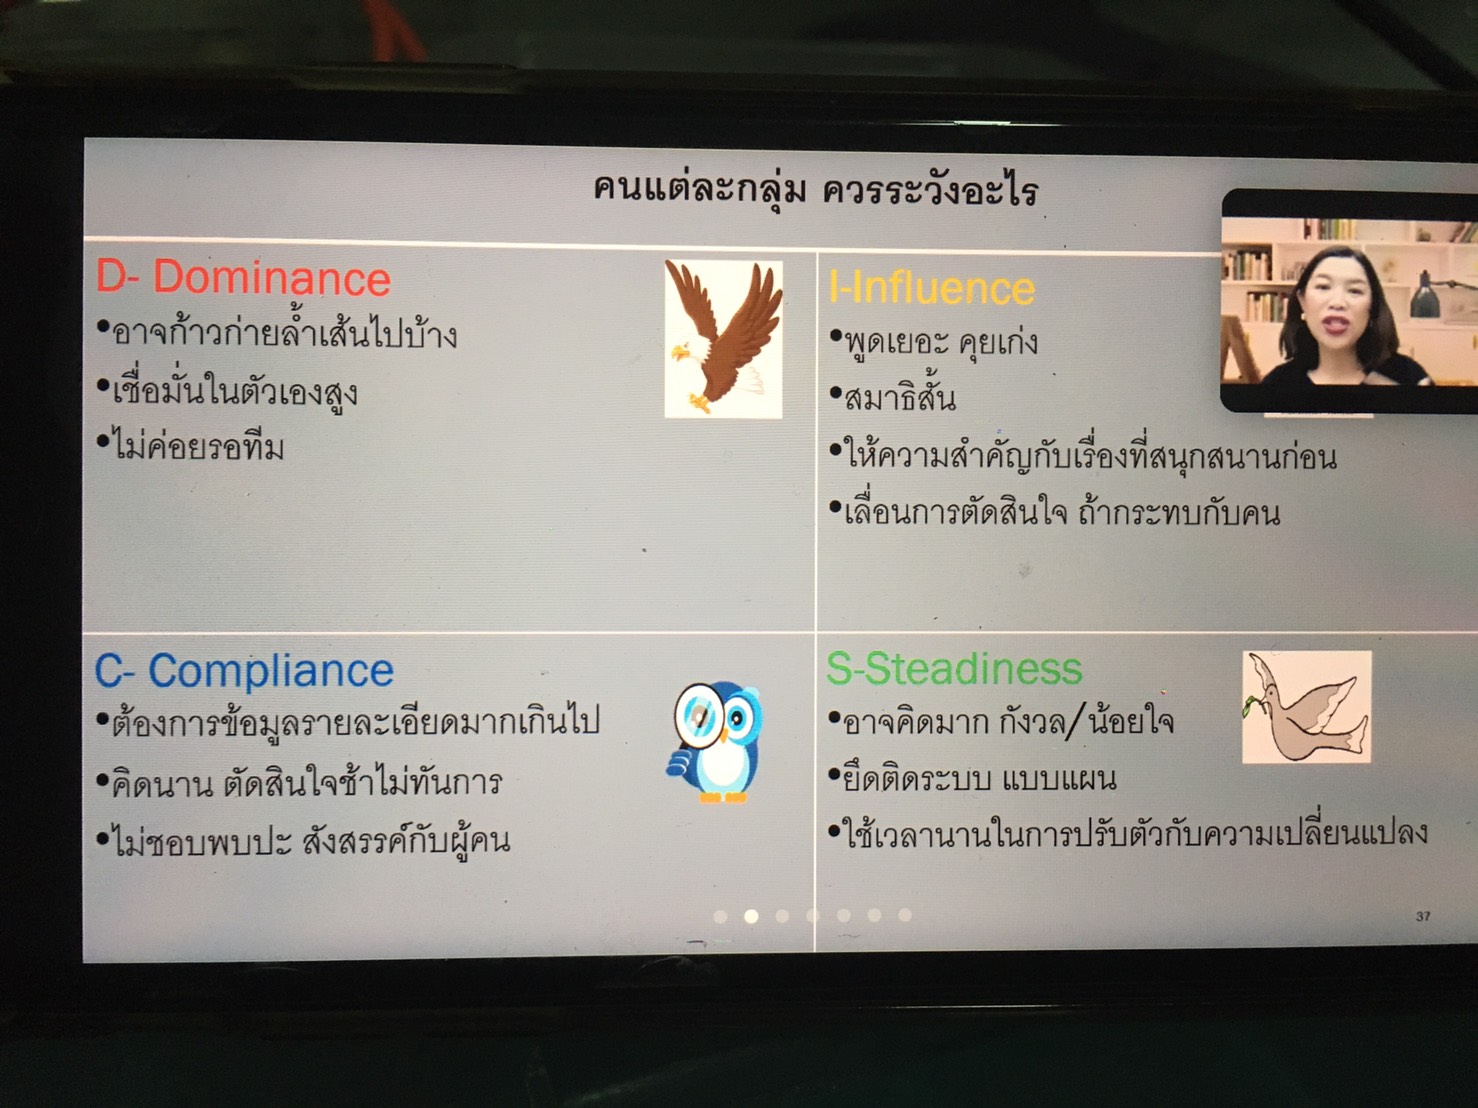 คนแต่ละกลุ่ม ควรระวังอะไร
D- Dominance
•อาจก้าวก่ายล้ำเส้นไปบ้าง
•เชื่อมั่นในตัวเองสูง
•ไม่ค่อยรอทีม
I-Influence
•พูดเยอะ คุยเก่ง
•สมาธิสั้น
•ให้ความสำคัญกับเรื่องที่สนุกสนานก่อน
•เลื่อนการตัดสินใจ ถ้ากระทบกับคน
C- Compliance
•ต้องการข้อมูลรายละเอียดมากเกินไป
•คิดนาน ตัดสินใจช้าไม่ทันการ
•ไม่ชอบพบปะ สังสรรค์กับผู้คน
S-Steadiness
•อาจคิดมาก กังวล/น้อยใจ
•ยึดติดระบบ แบบแผน
•ใช้เวลานานในการปรับตัวกับความเปลี่ยนแปลง
37